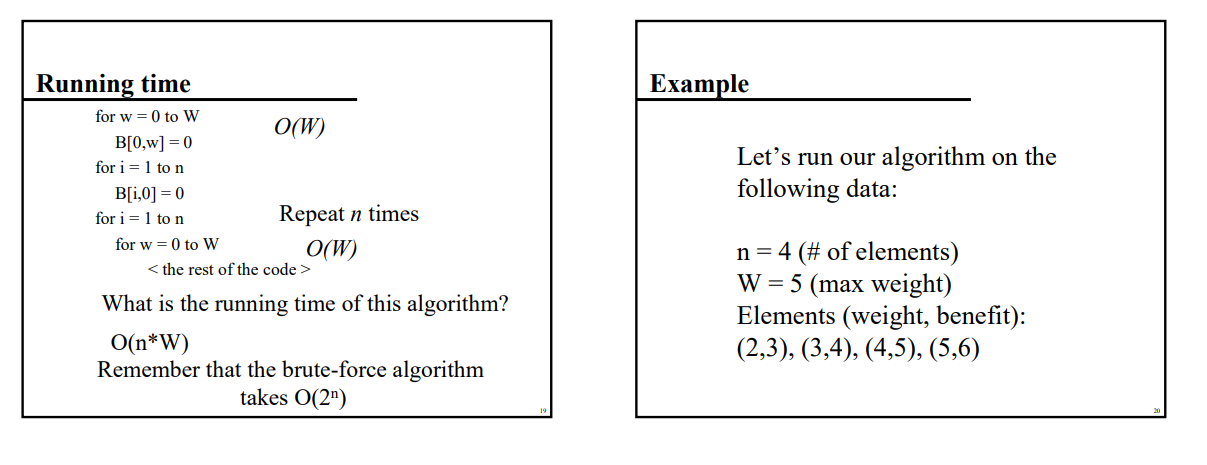 Running time
for w = 0 to W
O(W)
B[0,w] = 0
for i = 1 to n
B[i,0] = 0
for i = 1 to n
Repeat n times
for w = 0 to W
O(W)
< the rest of the code >
What is the running time of this algorithm?
O(n*W)
Remember that the brute-force algorithm
takes O(2ⁿ)
19
Example
Let’s run our algorithm on the
following data:
n = 4 (# of elements)
W = 5 (max weight)
Elements (weight, benefit):
(2,3), (3,4), (4,5), (5,6)
20